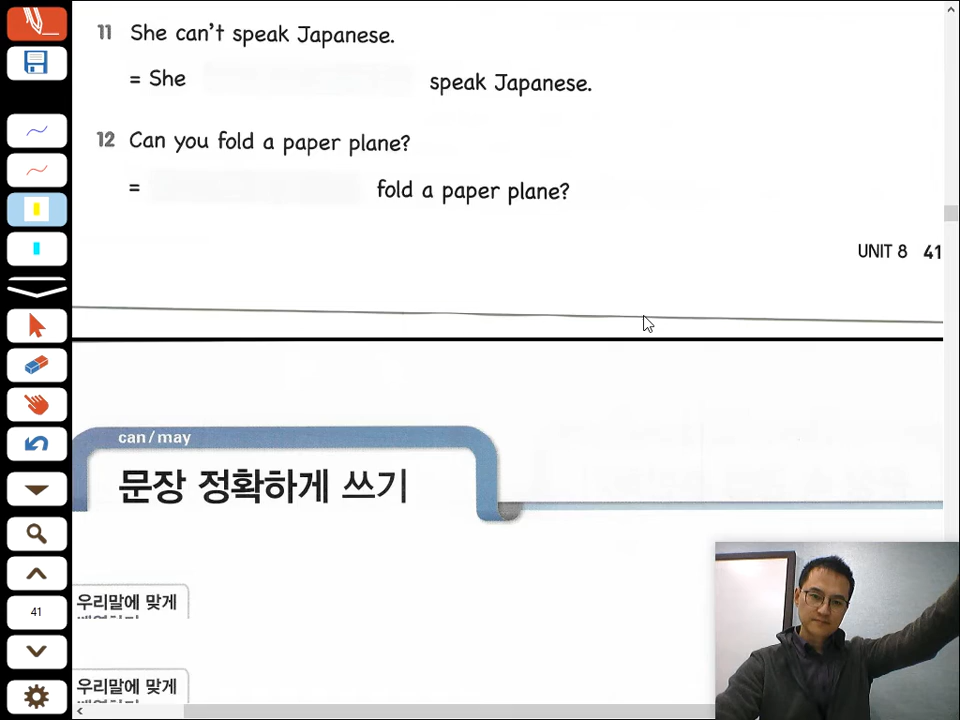 11 She can't speak Japanese.
= She speak Japanese.
12 Can you fold a paper plane?
= fold a paper plane?
UNIT 8 41
can/may
문장 정확하게 쓰기
우리말에 맞게
우리말에 맞게
41